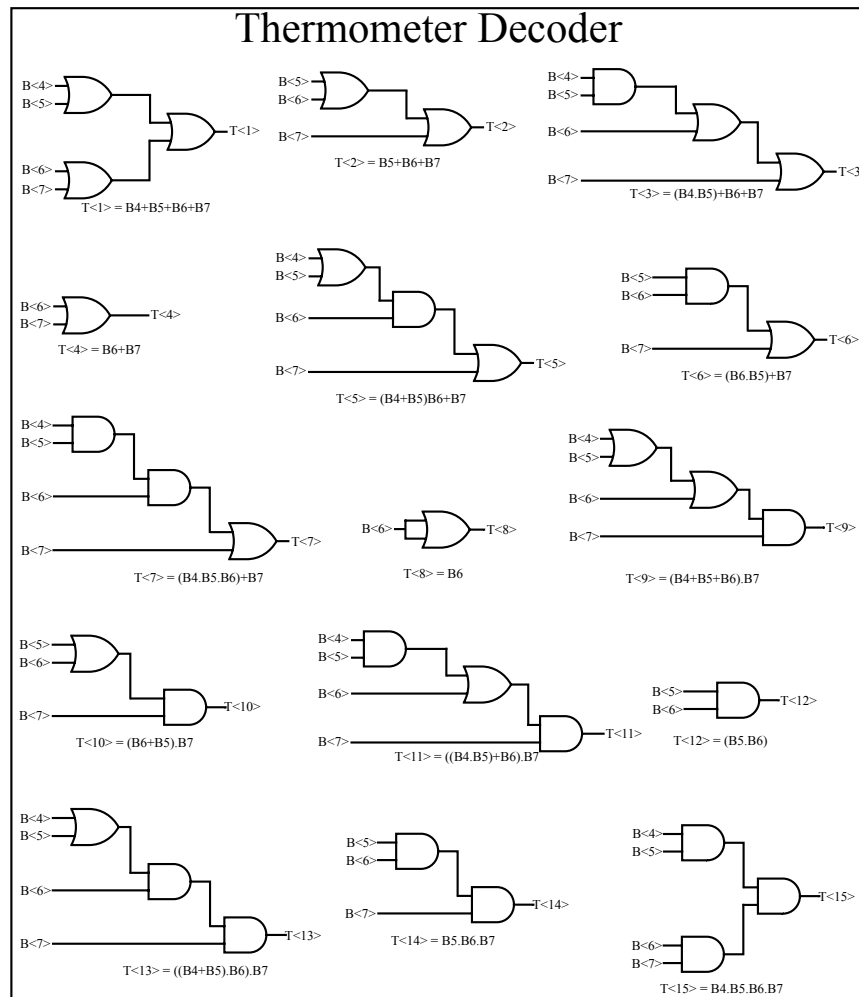 Thermometer Decoder
B<4>
B<5>
B<6>
B<7>
T<1>
T<1> = B4+B5+B6+B7
B<5>
B<6>
B<7>
T<2>
T<2> = B5+B6+B7
B<4>
B<5>
B<6>
B<7>
T<3
T<3> = (B4.B5)+B6+B7
B<6>
B<7>
T<4>
T<4> = B6+B7
B<4>
B<5>
B<6>
B<7>
T<5>
T<5> = (B4+B5)B6+B7
B<5>
B<6>
B<7>
T<6>
T<6> = (B6.B5)+B7
B<4>
B<5>
B<6>
B<7>
T<7>
T<7> = (B4.B5.B6)+B7
B<6>
T<8>
T<8> = B6
B<4>
B<5>
B<6>
B<7>
T<9>
T<9> = (B4+B5+B6).B7
B<5>
B<6>
B<7>
T<10>
T<10> = (B6+B5).B7
B<4>
B<5>
B<6>
B<7>
T<11>
T<11> = ((B4.B5)+B6).B7
B<5>
B<6>
T<12>
T<12> = (B5.B6)
B<4>
B<5>
B<6>
B<7>
T<13>
T<13> = ((B4+B5).B6).B7
B<5>
B<6>
B<7>
T<14>
T<14> = B5.B6.B7
B<4>
B<5>
B<6>
B<7>
T<15>
T<15> = B4.B5.B6.B7